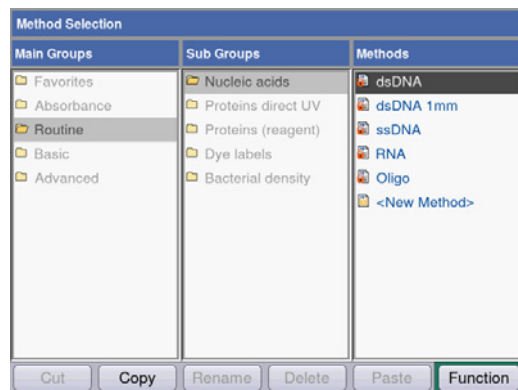 Method Selection
Main Groups
Favorites
Absorbance
Routine
Basic
Advanced
Sub Groups
Nucleic acids
Proteins direct UV
Proteins (reagent)
Dye labels
Bacterial density
Methods
dsDNA
dsDNA 1mm
ssDNA
RNA
Oligo
<New Method>
Cut Copy Rename Delete Paste Function